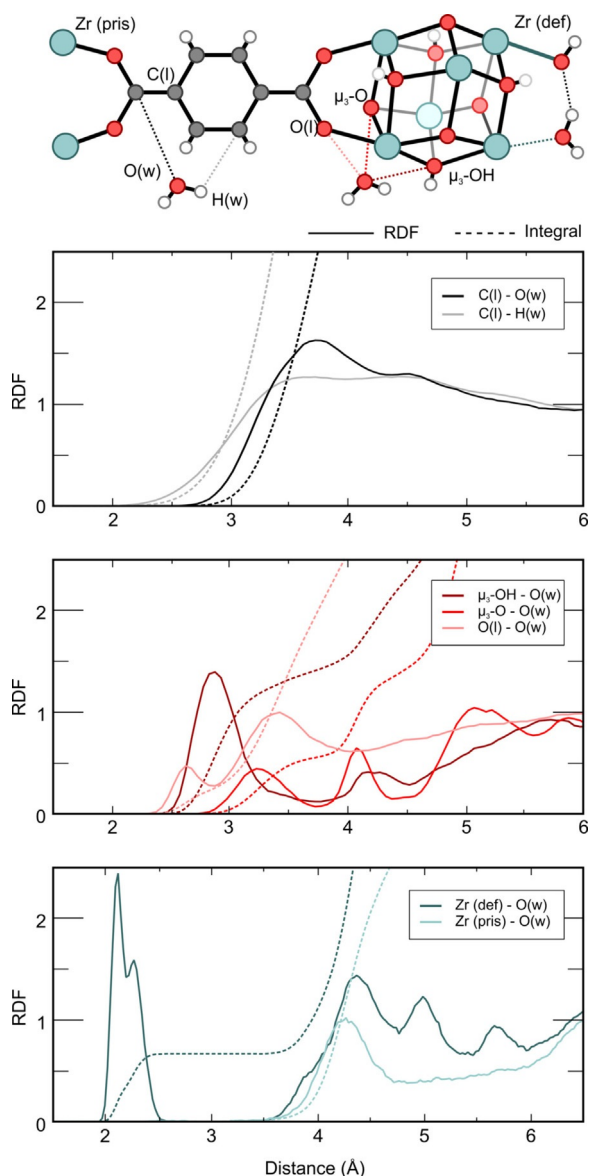 Zr (pris)
Zr (def)
C(l)
μ₃-O
O(l)
O(w)
H(w)
μ₃-OH
RDF
Integral
C(l) - O(w)
C(l) - H(w)
RDF
2
1
0
2 3 4 5 6
μ₃-OH - O(w)
μ₃-O - O(w)
O(l) - O(w)
RDF
2
1
0
2 3 4 5 6
Zr (def) - O(w)
Zr (pris) - O(w)
RDF
2
1
0
2 3 4 5 6
Distance (Å)